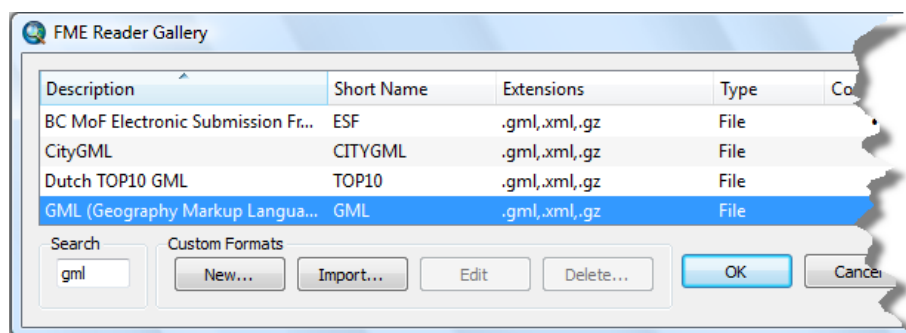 FME Reader Gallery
Description Short Name Extensions Type
BC MoF Electronic Submission Fr... ESF .gml,.xml,.gz File
CityGML CITYGML .gml,.xml,.gz File
Dutch TOP10 GML TOP10 .gml,.xml,.gz File
GML (Geography Markup Langua... GML .gml,.xml,.gz File
Search Custom Formats
gml New... Import... Edit Delete... OK Cancel